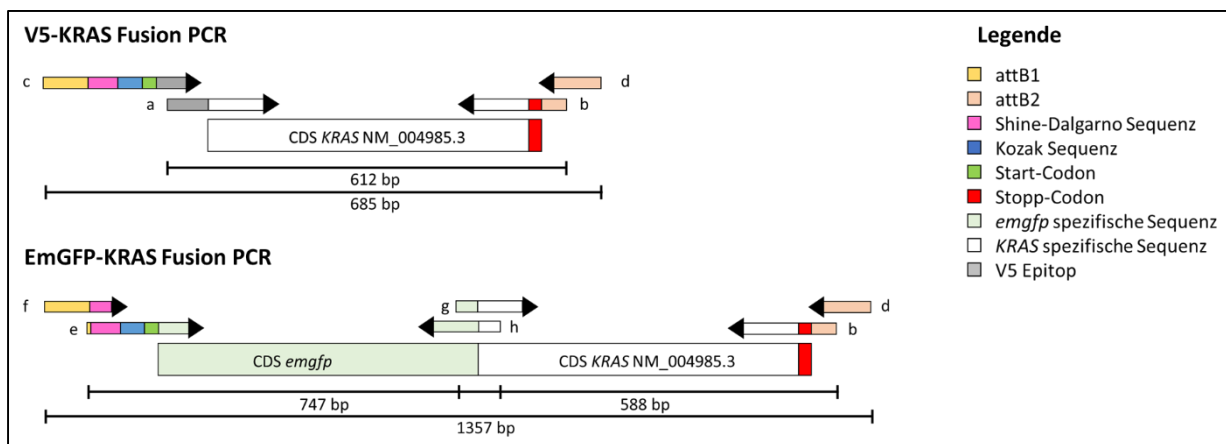 V5-KRAS Fusion PCR
c
d
a
b
CDS KRAS NM_004985.3
612 bp
685 bp
EmGFP-KRAS Fusion PCR
f
g
d
e
h
b
CDS emgfp
CDS KRAS NM_004985.3
747 bp
588 bp
1357 bp
Legende
attB1
attB2
Shine-Dalgarno Sequenz
Kozak Sequenz
Start-Codon
Stopp-Codon
emgfp spezifische Sequenz
KRAS spezifische Sequenz
V5 Epitop